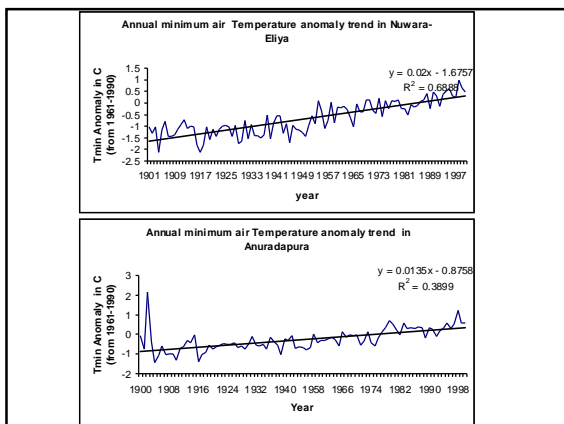 Annual minimum air Temperature anomaly trend in Nuwara-
Eliya
y = 0.02x - 1.6757
R2 = 0.6888
Tmin Anomaly in C
(from 1961-1990)
1.5
1
0.5
0
-0.5
-1
-1.5
-2
-2.5
1901 1909 1917 1925 1933 1941 1949 1957 1965 1973 1981 1989 1997
year
Annual minimum air Temperature anomaly trend in
Anuradapura
y = 0.0135x - 0.8758
R2 = 0.3899
Tmin Anomaly in C
(from 1961-1990)
3
2
1
0
-1
-2
1900 1908 1916 1924 1932 1940 1950 1958 1966 1974 1982 1990 1998
Year